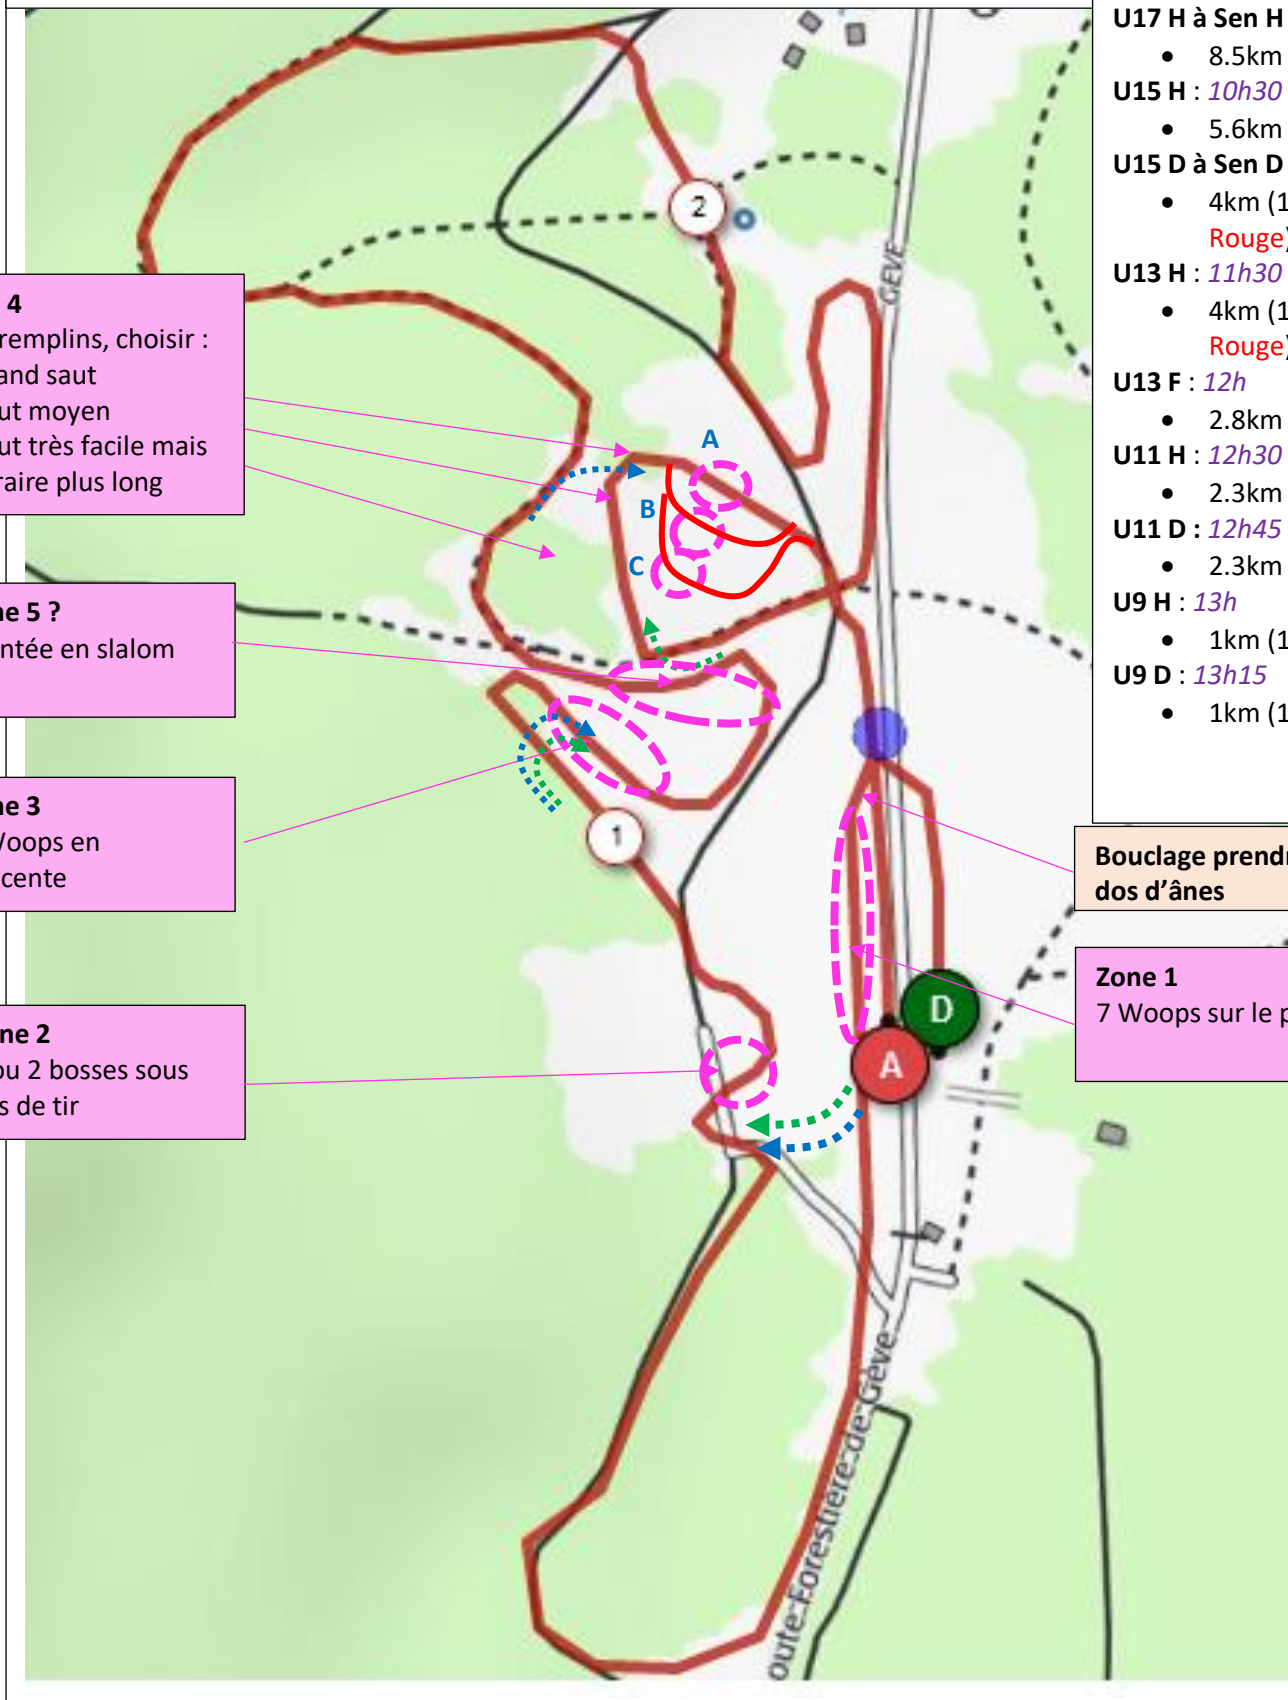 U17 H à Sen H
• 8.5km
U15 H : 10h30
• 5.6km
U15 D à Sen D
• 4km (1
Rouge)
U13 H : 11h30
• 4km (1
Rouge)
U13 F : 12h
• 2.8km
U11 H : 12h30
• 2.3km
U11 D : 12h45
• 2.3km
U9 H : 13h
• 1km (1
U9 D : 13h15
• 1km (1
2
GEVE
4
remplins, choisir :
and saut
ut moyen
ut très facile mais
raire plus long
A
B
C
ne 5 ?
ntée en slalom
ne 3
Woops en
cente
1
Bouclage prendr
dos d'ânes
Zone 1
7 Woops sur le p
D
A
ne 2
ou 2 bosses sous
s de tir
oute Forestière de Gève